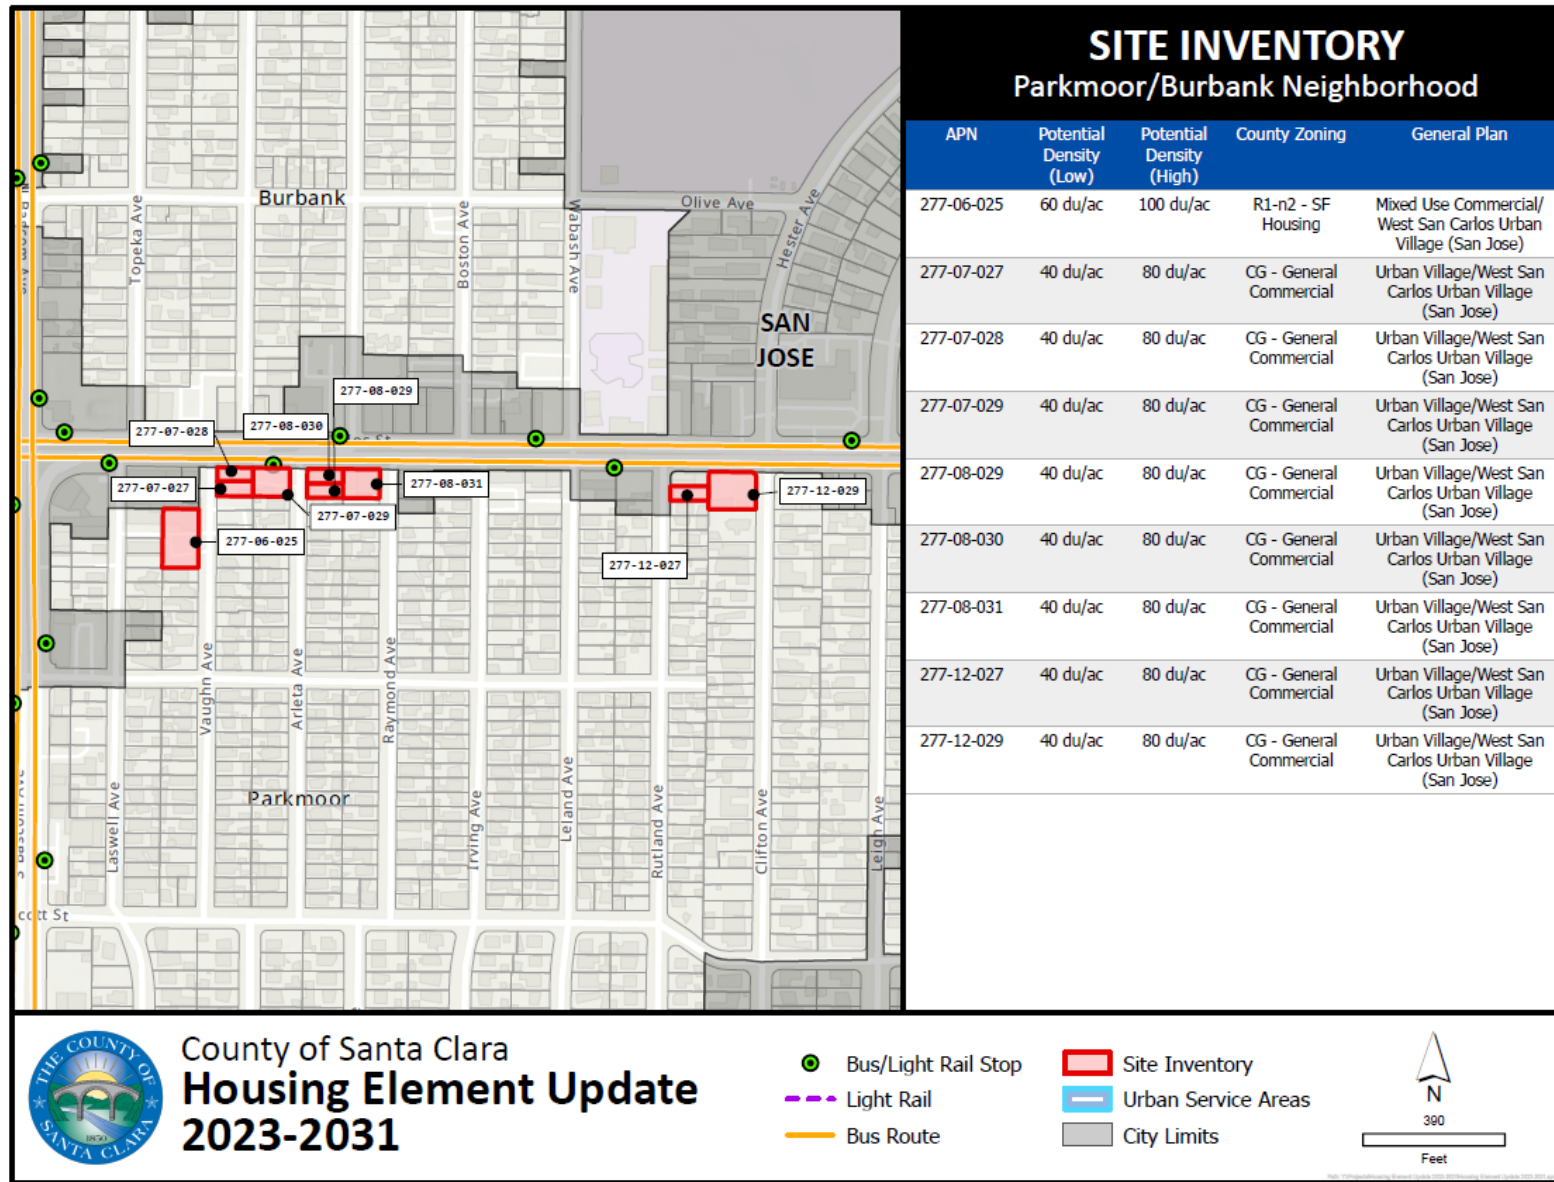 SITE INVENTORY
Parkmoor/Burbank Neighborhood
APN
Potential
Density
(Low)
Potential
Density
(High)
County Zoning
General Plan
277-06-025
60 du/ac
100 du/ac
R1-n2 - SF
Housing
Mixed Use Commercial/
West San Carlos Urban
Village (San Jose)
277-07-027
40 du/ac
80 du/ac
CG - General
Commercial
Urban Village/West San
Carlos Urban Village
(San Jose)
277-07-028
40 du/ac
80 du/ac
CG - General
Commercial
Urban Village/West San
Carlos Urban Village
(San Jose)
277-07-029
40 du/ac
80 du/ac
CG - General
Commercial
Urban Village/West San
Carlos Urban Village
(San Jose)
277-08-029
40 du/ac
80 du/ac
CG - General
Commercial
Urban Village/West San
Carlos Urban Village
(San Jose)
277-08-030
40 du/ac
80 du/ac
CG - General
Commercial
Urban Village/West San
Carlos Urban Village
(San Jose)
277-08-031
40 du/ac
80 du/ac
CG - General
Commercial
Urban Village/West San
Carlos Urban Village
(San Jose)
277-12-027
40 du/ac
80 du/ac
CG - General
Commercial
Urban Village/West San
Carlos Urban Village
(San Jose)
277-12-029
40 du/ac
80 du/ac
CG - General
Commercial
Urban Village/West San
Carlos Urban Village
(San Jose)
Burbank
Topeka Ave
Boston Ave
Wabash Ave
Olive Ave
Hester Ave
SAN
JOSE
277-08-029
277-08-030
277-07-028
277-07-027
277-08-031
277-07-029
277-06-025
277-12-029
277-12-027
Vaughn Ave
Arleta Ave
Raymond Ave
Parkmoor
Laswell Ave
Irving Ave
Leland Ave
Rutland Ave
Clifton Ave
Leigh Ave
S Bascom Ave
cott St
THE COUNTY OF
SANTA CLARA
1850
County of Santa Clara
Housing Element Update
2023-2031
Bus/Light Rail Stop
Light Rail
Bus Route
Site Inventory
Urban Service Areas
City Limits
N
390
Feet